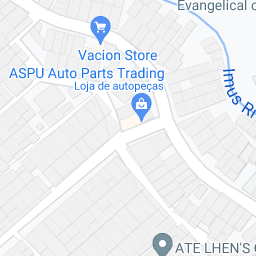 Evangelical c
Vacion Store
ASPU Auto Parts Trading
Loja de autopeças
Imus R
ATE LHEN'S